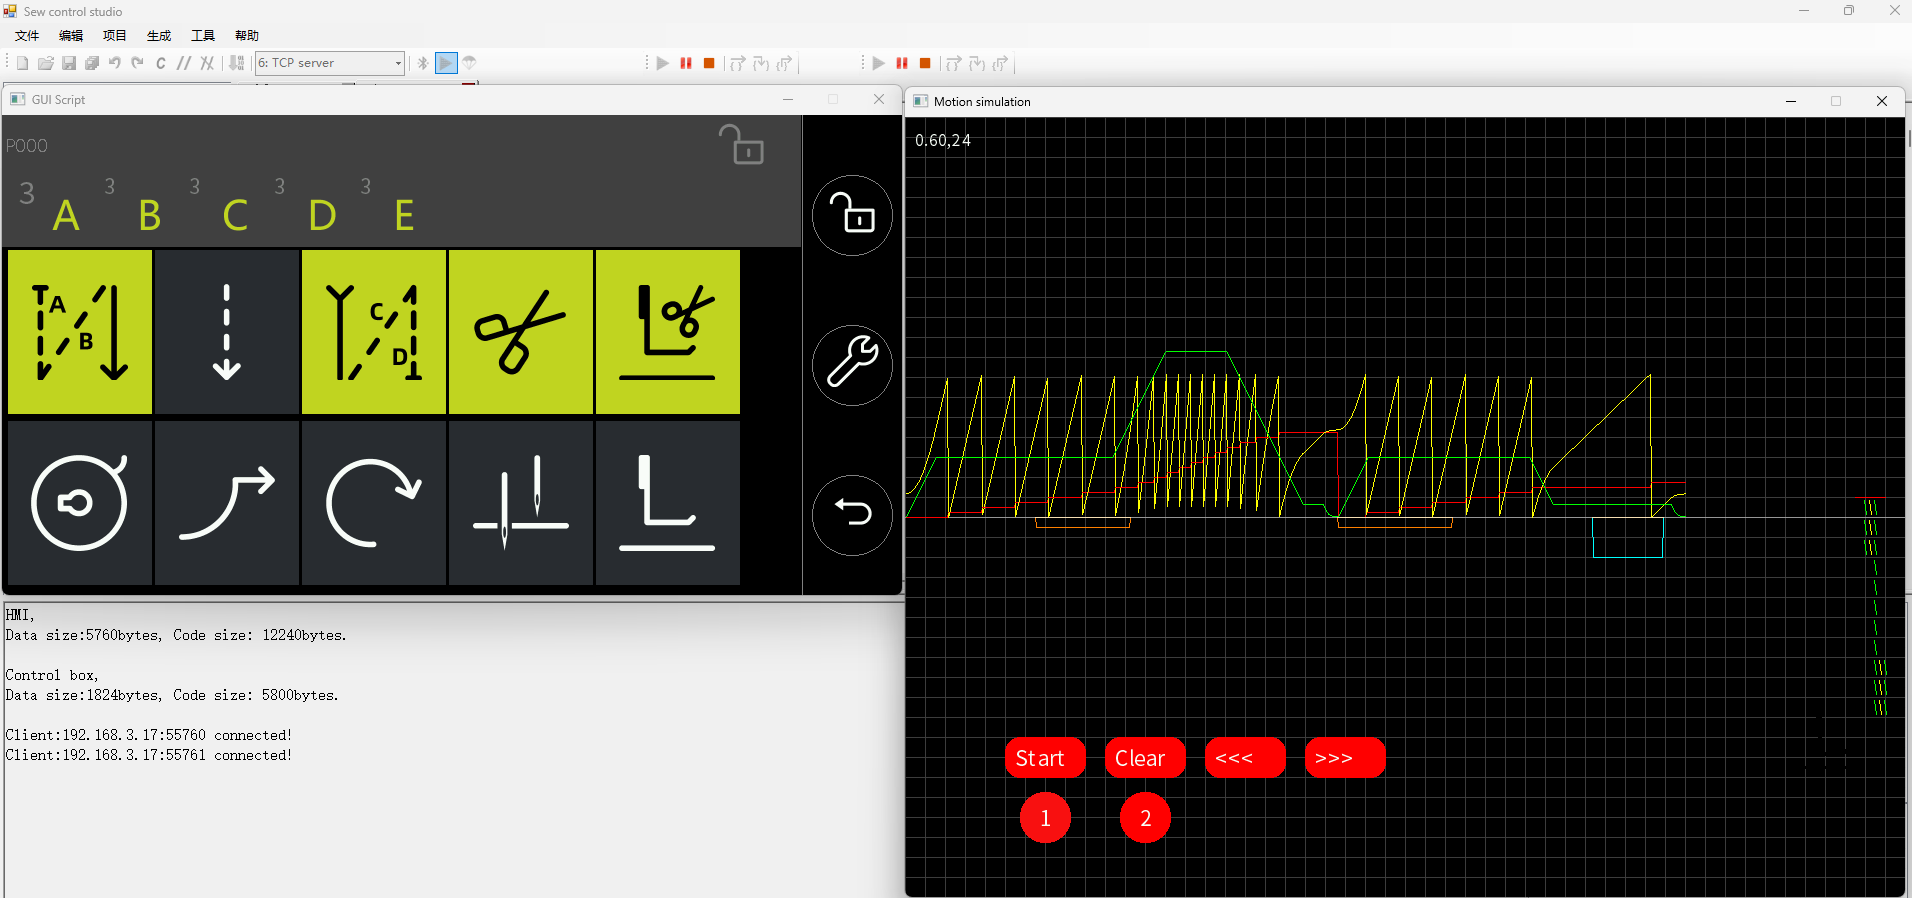 Sew control studio
文件 编辑 项目 生成 工具 帮助
6: TCP server
GUI Script
P000
3 A 3 B 3 C 3 D 3 E
A B
C D
HMI,
Data size:5760bytes, Code size: 12240bytes.
Control box,
Data size:1824bytes, Code size: 5800bytes.
Client:192.168.3.17:55760 connected!
Client:192.168.3.17:55761 connected!
Motion simulation
0.60,24
Start Clear <<< >>>
1 2